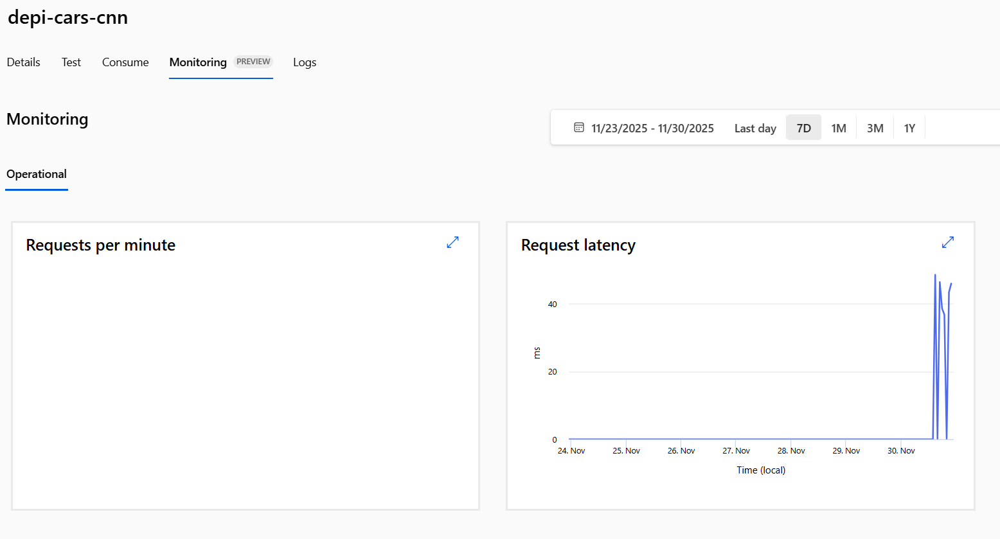 depi-cars-cnn
Details Test Consume Monitoring PREVIEW Logs
Monitoring
11/23/2025 - 11/30/2025 Last day 7D 1M 3M 1Y
Operational
Requests per minute
Request latency
40
20
0
ms
24. Nov 25. Nov 26. Nov 27. Nov 28. Nov 29. Nov 30. Nov
Time (local)